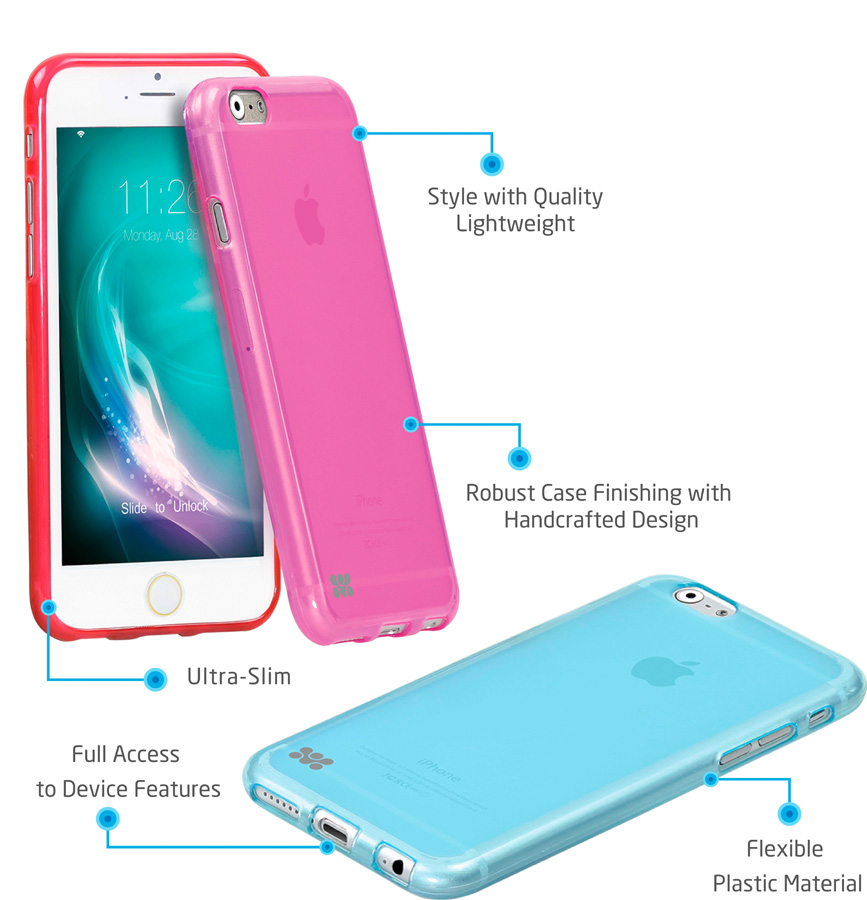 11:26
Monday, Aug 28
Style with Quality
Lightweight
iPhone
Slide to Unlock
Robust Case Finishing with
Handcrafted Design
Ultra-Slim
Full Access
to Device Features
iPhone
Flexible
Plastic Material